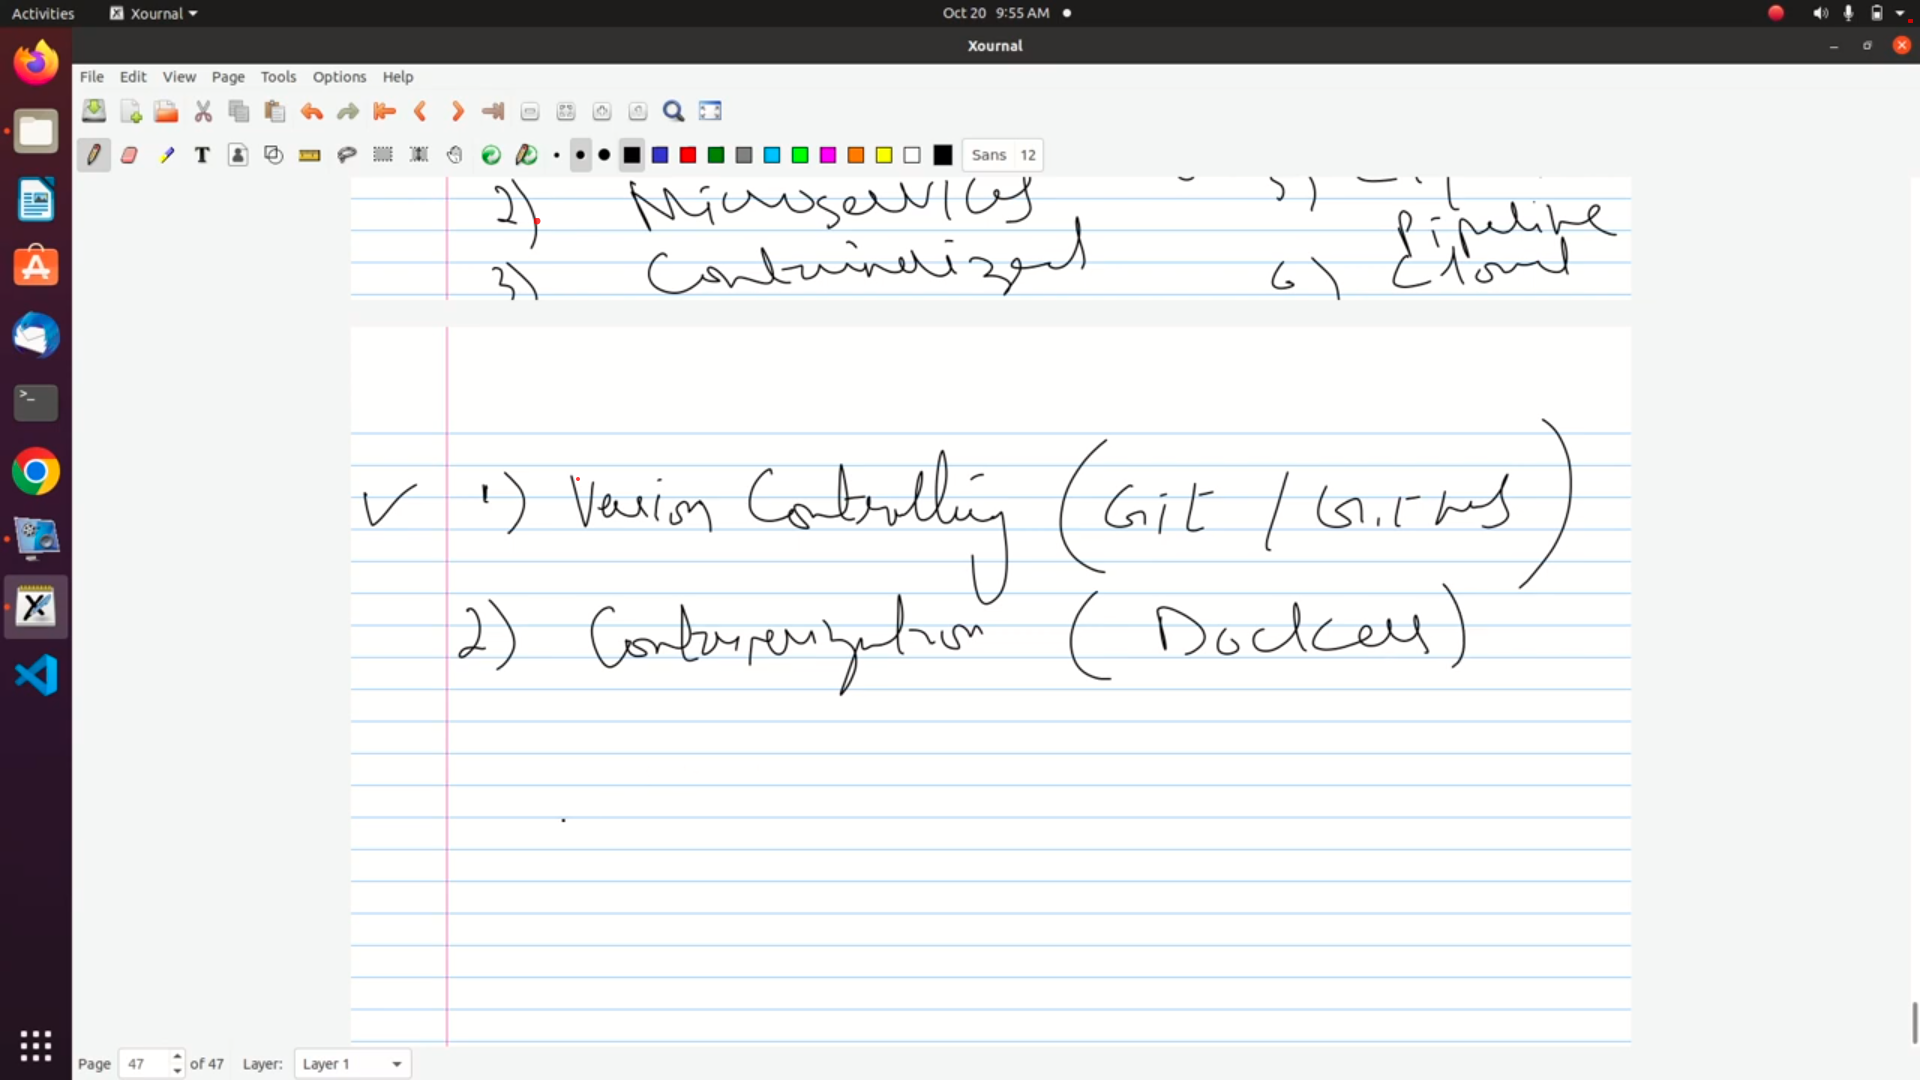 Activities Xournal Oct 20 9:55 AM
Xournal
File Edit View Page Tools Options Help
Sans 12
2) Microservices
Pipeline
3) Containerized 6) Cloud
1) Version Controlling (Git / GitHub)
2) Containerization (Docker)
Page 47 of 47 Layer: Layer 1